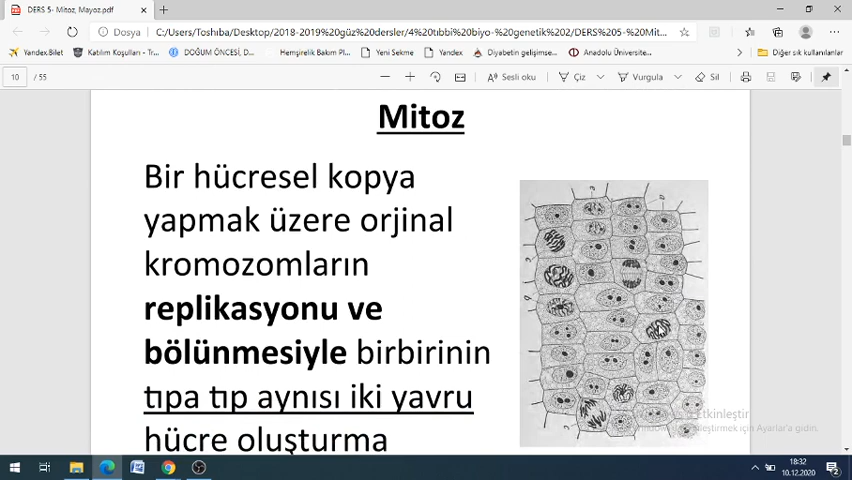 DERS 5- Mitoz, Mayoz.pdf
Dosya
C:/Users/Toshiba/Desktop/2018-2019%20güz%20dersler/4%20tıbbi%20biyo-%20genetik%202/DERS%205-%20Mit...
Yandex.Bilet
Katılım Koşulları - T...
DOĞUM ÖNCESİ, D...
Hemşirelik Bakım Pl...
Yeni Sekme
Yandex
Diyabetin gelişimse...
Anadolu Üniversite...
Diğer sık kullanılanlar
10 / 55
Sesli oku
Çiz
Vurgula
Sil
Mitoz
Bir hücresel kopya
yapmak üzere orjinal
kromozomların
replikasyonu ve
bölünmesiyle birbirinin
tıpa tıp aynısı iki yavru
hücre oluşturma
Etkinleştir
için Ayarlar'a gidin.
18:32
10.12.2020
2